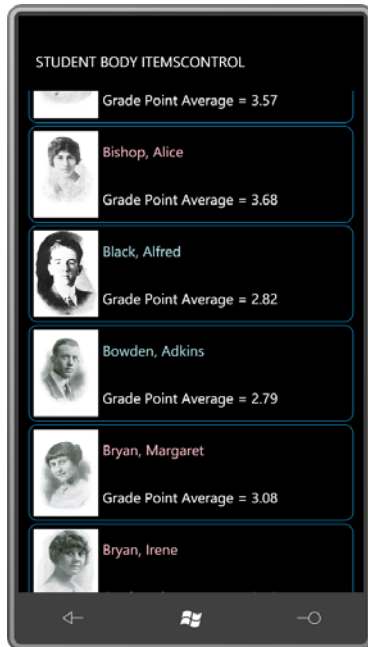 STUDENT BODY ITEMSCONTROL
Grade Point Average = 3.57
Bishop, Alice
Grade Point Average = 3.68
Black, Alfred
Grade Point Average = 2.82
Bowden, Adkins
Grade Point Average = 2.79
Bryan, Margaret
Grade Point Average = 3.08
Bryan, Irene